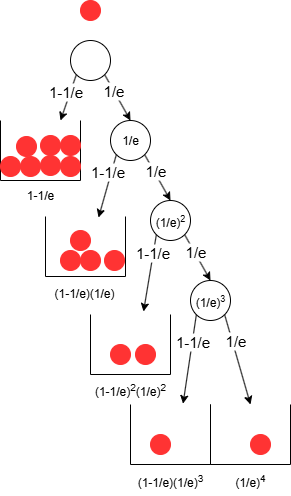 1-1/e 1/e
1/e
1-1/e 1/e
1-1/e
(1/e)²
1-1/e 1/e
(1-1/e)(1/e)
(1/e)³
1-1/e 1/e
(1-1/e)²(1/e)²
(1-1/e)(1/e)³ (1/e)⁴